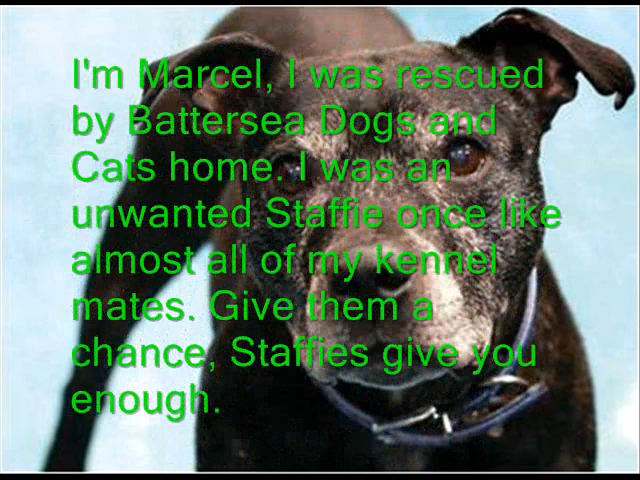 I'm Marcel, I was rescued
by Battersea Dogs and
Cats home. I was an
unwanted Staffie once like
almost all of my kennel
mates. Give them a
chance, Staffies give you
enough.